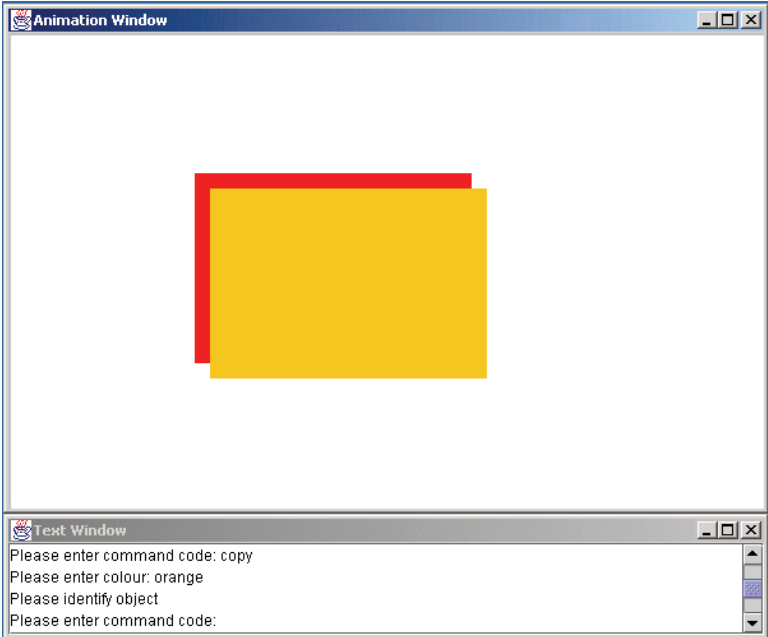 Animation Window
Text Window
Please enter command code: copy
Please enter colour: orange
Please identify object
Please enter command code: